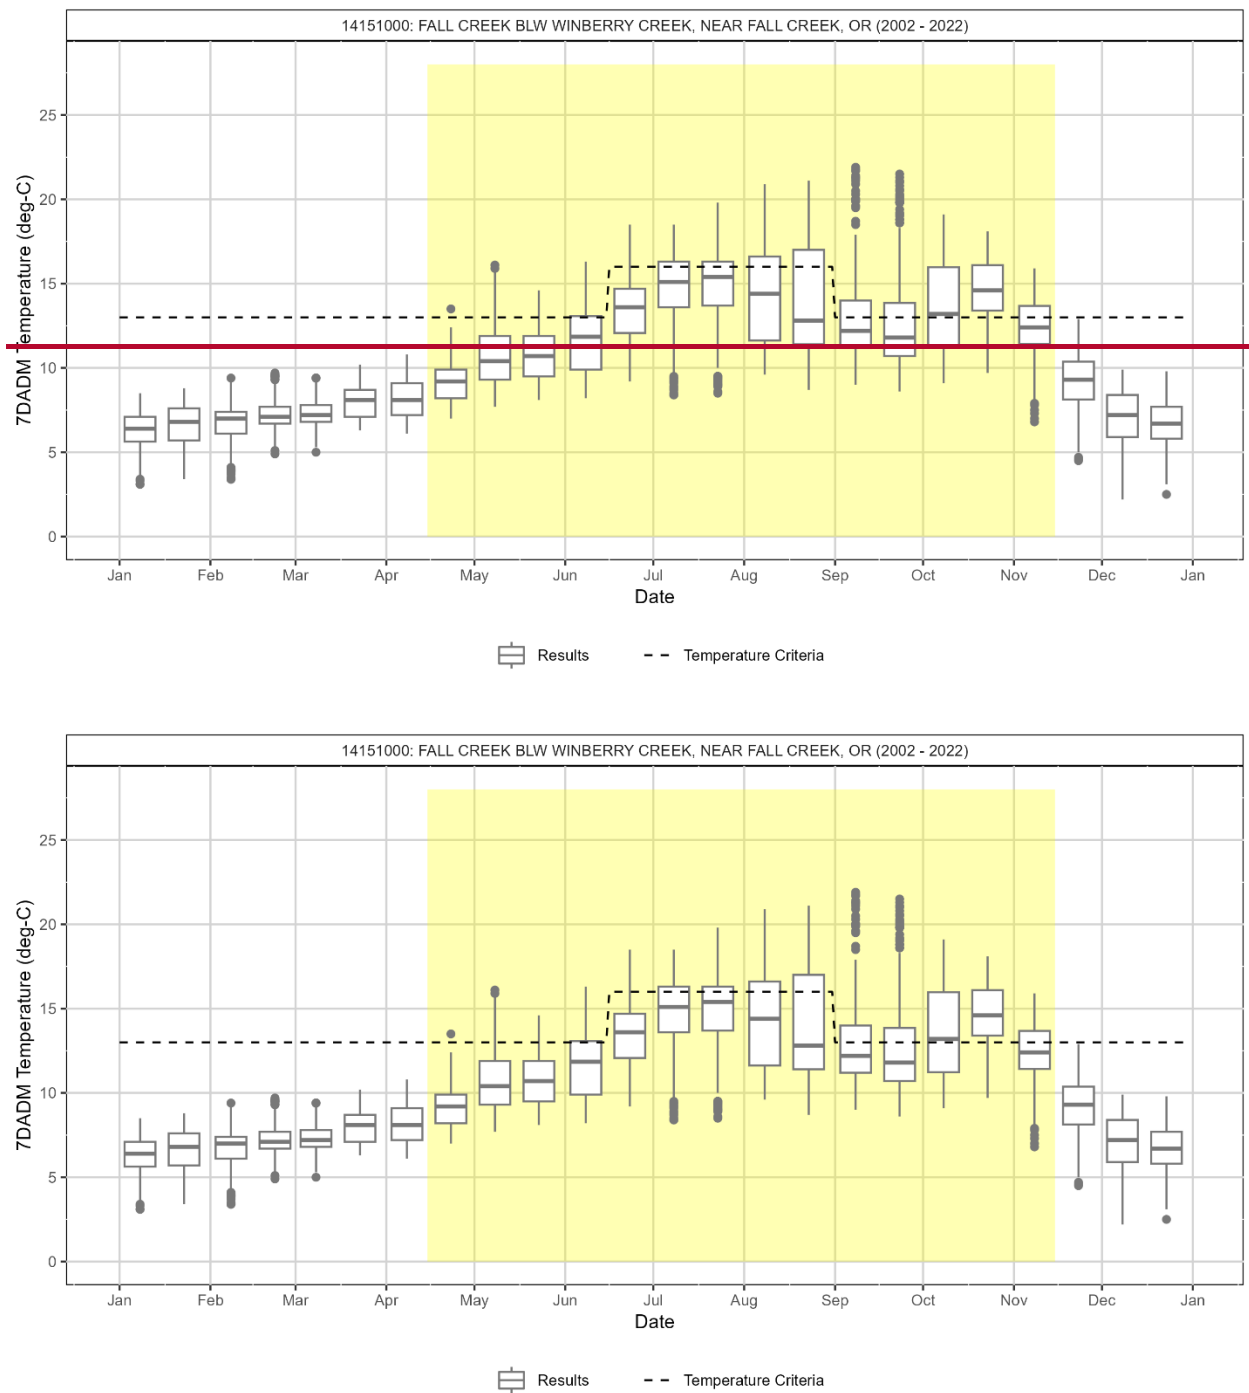 14151000: FALL CREEK BLW WINBERRY CREEK, NEAR FALL CREEK, OR (2002 - 2022)
25
20
15
10
5
0
7DADM Temperature (deg-C)
Jan Feb Mar Apr May Jun Jul Aug Sep Oct Nov Dec Jan
Date
Results Temperature Criteria
14151000: FALL CREEK BLW WINBERRY CREEK, NEAR FALL CREEK, OR (2002 - 2022)
25
20
15
10
5
0
7DADM Temperature (deg-C)
Jan Feb Mar Apr May Jun Jul Aug Sep Oct Nov Dec Jan
Date
Results Temperature Criteria